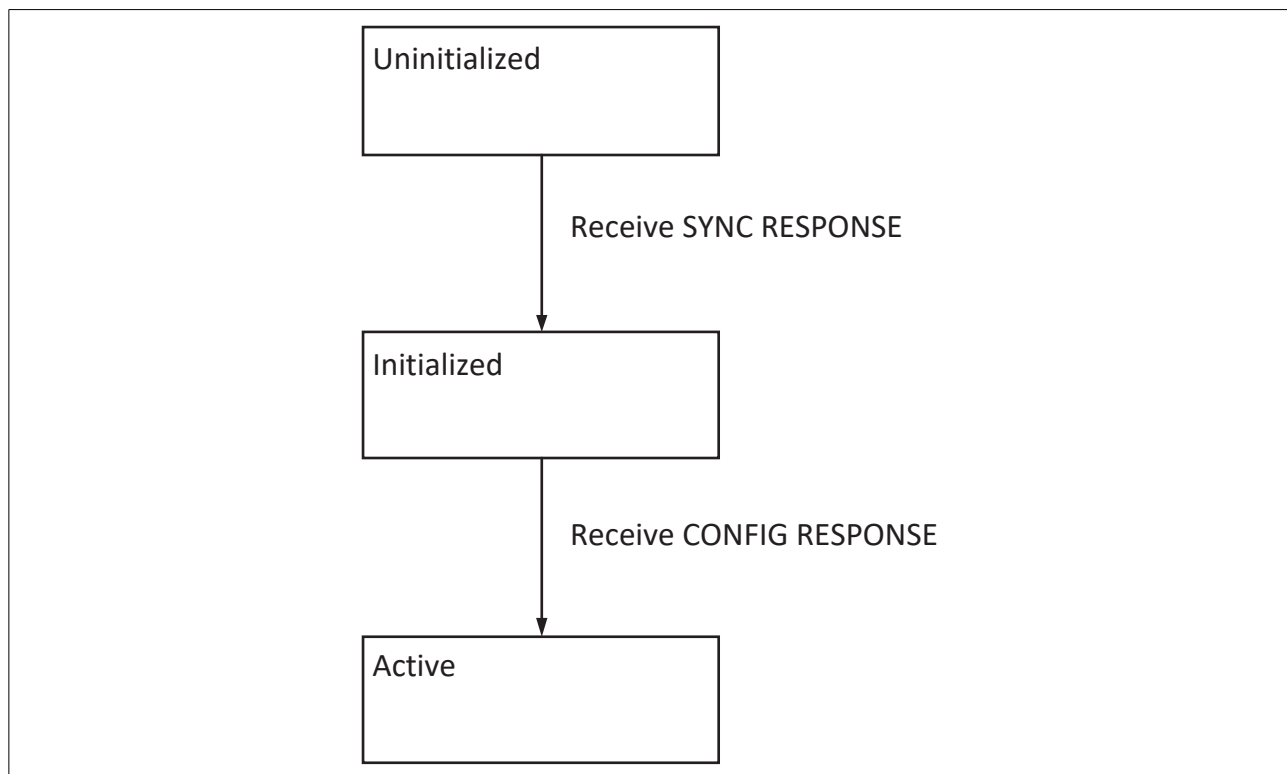 Uninitialized
Receive SYNC RESPONSE
Initialized
Receive CONFIG RESPONSE
Active